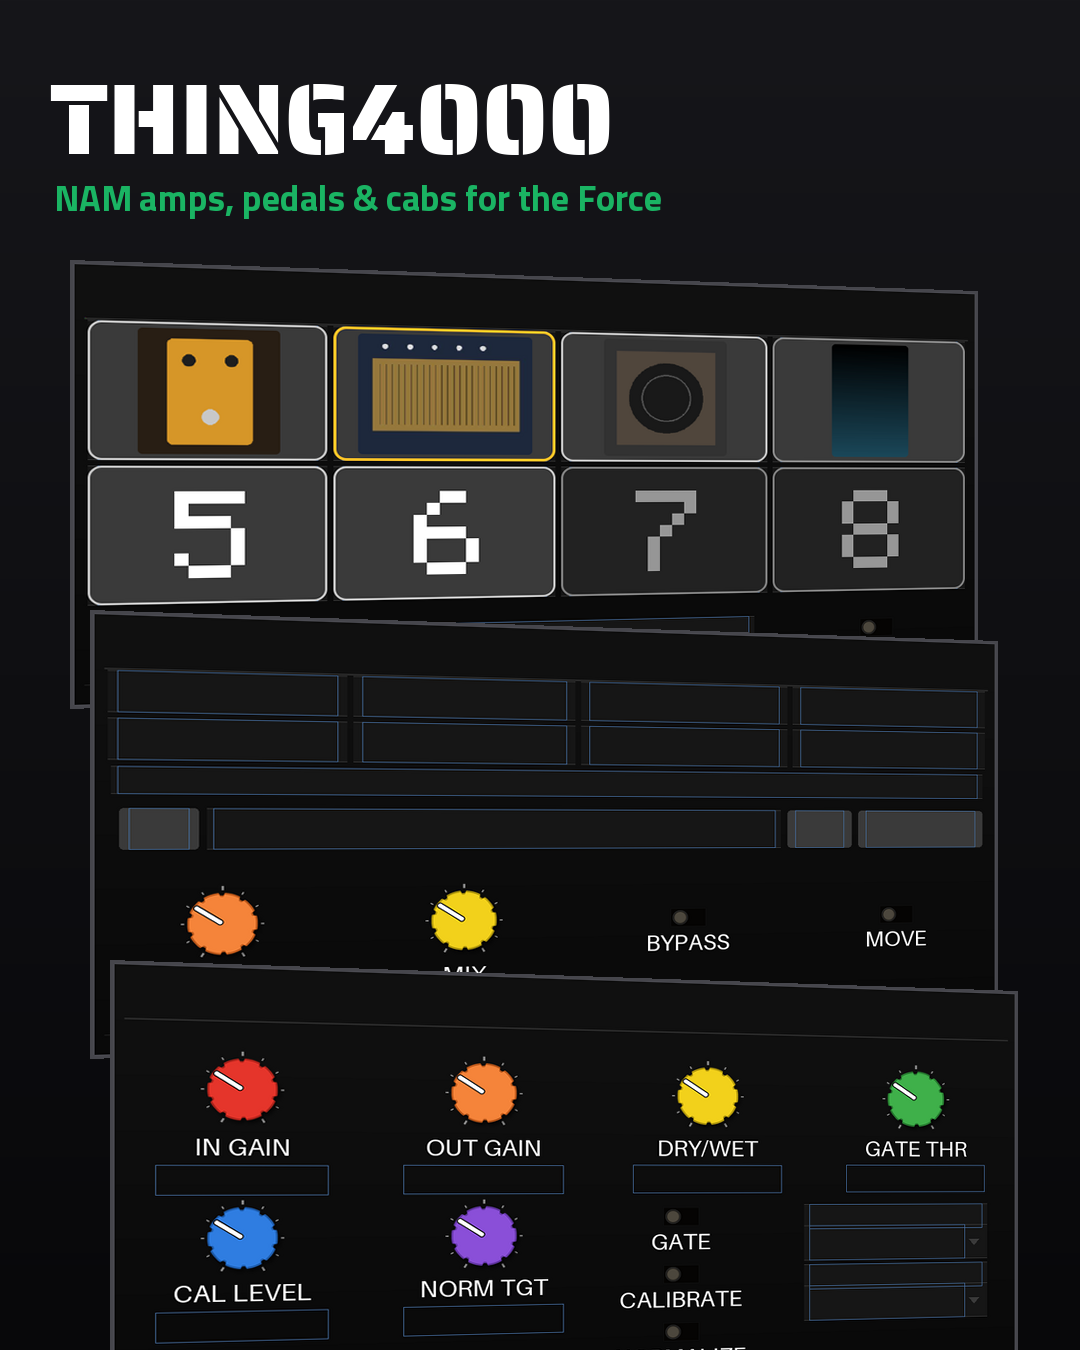 THING4000
NAM amps, pedals & cabs for the Force
5 6 7 8
BYPASS MOVE
MIX
IN GAIN OUT GAIN DRY/WET GATE THR
GATE
CAL LEVEL NORM TGT
CALIBRATE